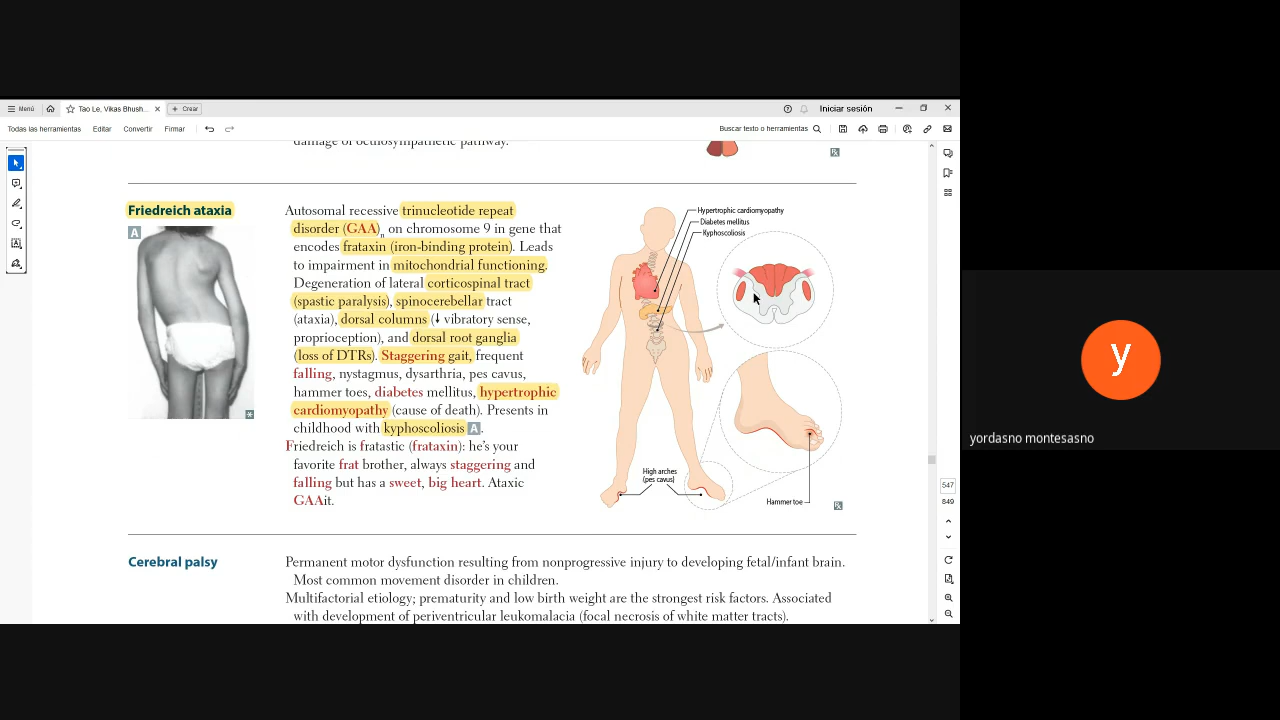 Menú
Tao Le, Vikas Bhush...
Crear
Iniciar sesión
Todas las herramientas
Editar
Convertir
Firmar
Buscar texto o herramientas
damage of oculosympathetic pathway.
Friedreich ataxia
A
Autosomal recessive trinucleotide repeat
disorder (GAA)n on chromosome 9 in gene that
encodes frataxin (iron-binding protein). Leads
to impairment in mitochondrial functioning.
Degeneration of lateral corticospinal tract
(spastic paralysis), spinocerebellar tract
(ataxia), dorsal columns (↓ vibratory sense,
proprioception), and dorsal root ganglia
(loss of DTRs). Staggering gait, frequent
falling, nystagmus, dysarthria, pes cavus,
hammer toes, diabetes mellitus, hypertrophic
cardiomyopathy (cause of death). Presents in
childhood with kyphoscoliosis A.
Friedreich is fratastic (frataxin): he's your
favorite frat brother, always staggering and
falling but has a sweet, big heart. Ataxic
GAAit.
Hypertrophic cardiomyopathy
Diabetes mellitus
Kyphoscoliosis
High arches
(pes cavus)
Hammer toe
Cerebral palsy
Permanent motor dysfunction resulting from nonprogressive injury to developing fetal/infant brain.
Most common movement disorder in children.
Multifactorial etiology; prematurity and low birth weight are the strongest risk factors. Associated
with development of periventricular leukomalacia (focal necrosis of white matter tracts).
547
849
y
yordasno montesasno